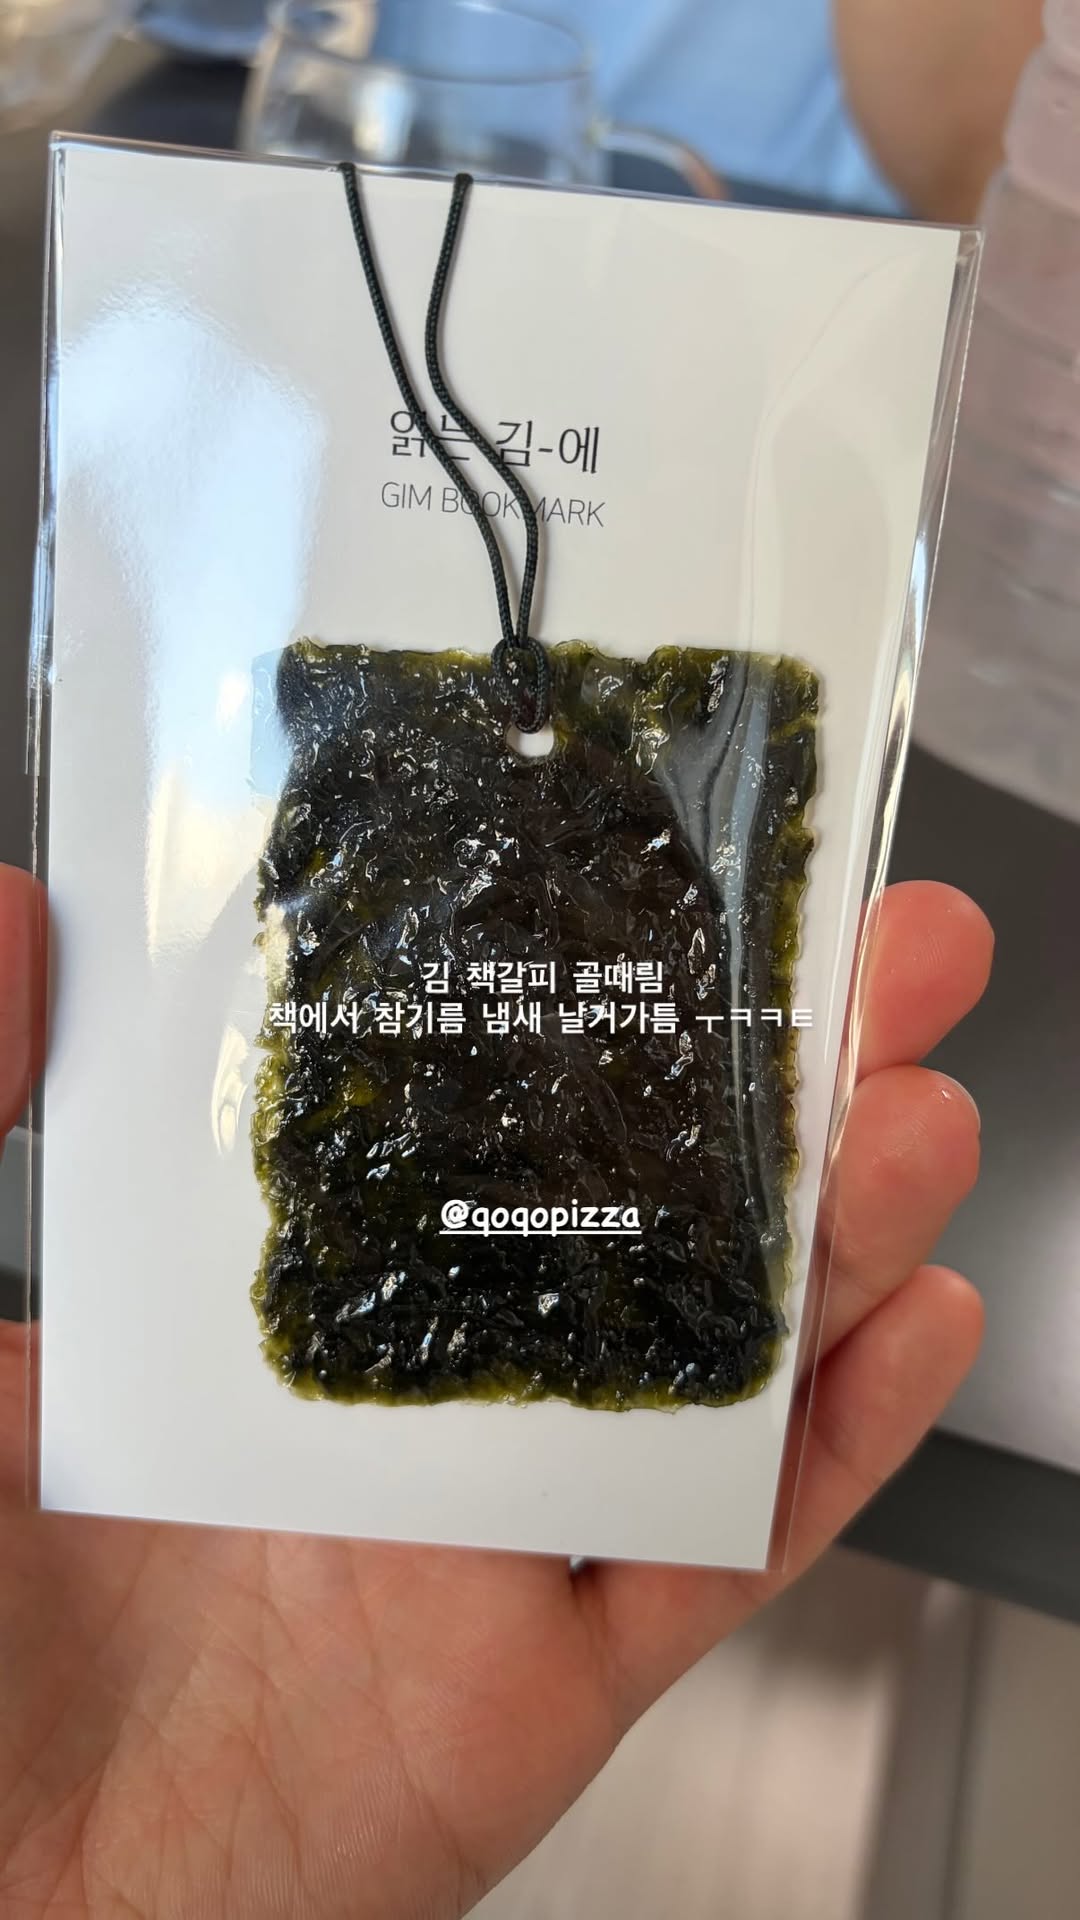 읽는 김-에
GIM BOOKMARK
김 책갈피 골때림
책에서 참기름 냄새 날거가틈 ㅜㅋㅋㅌ
@qoqopizza